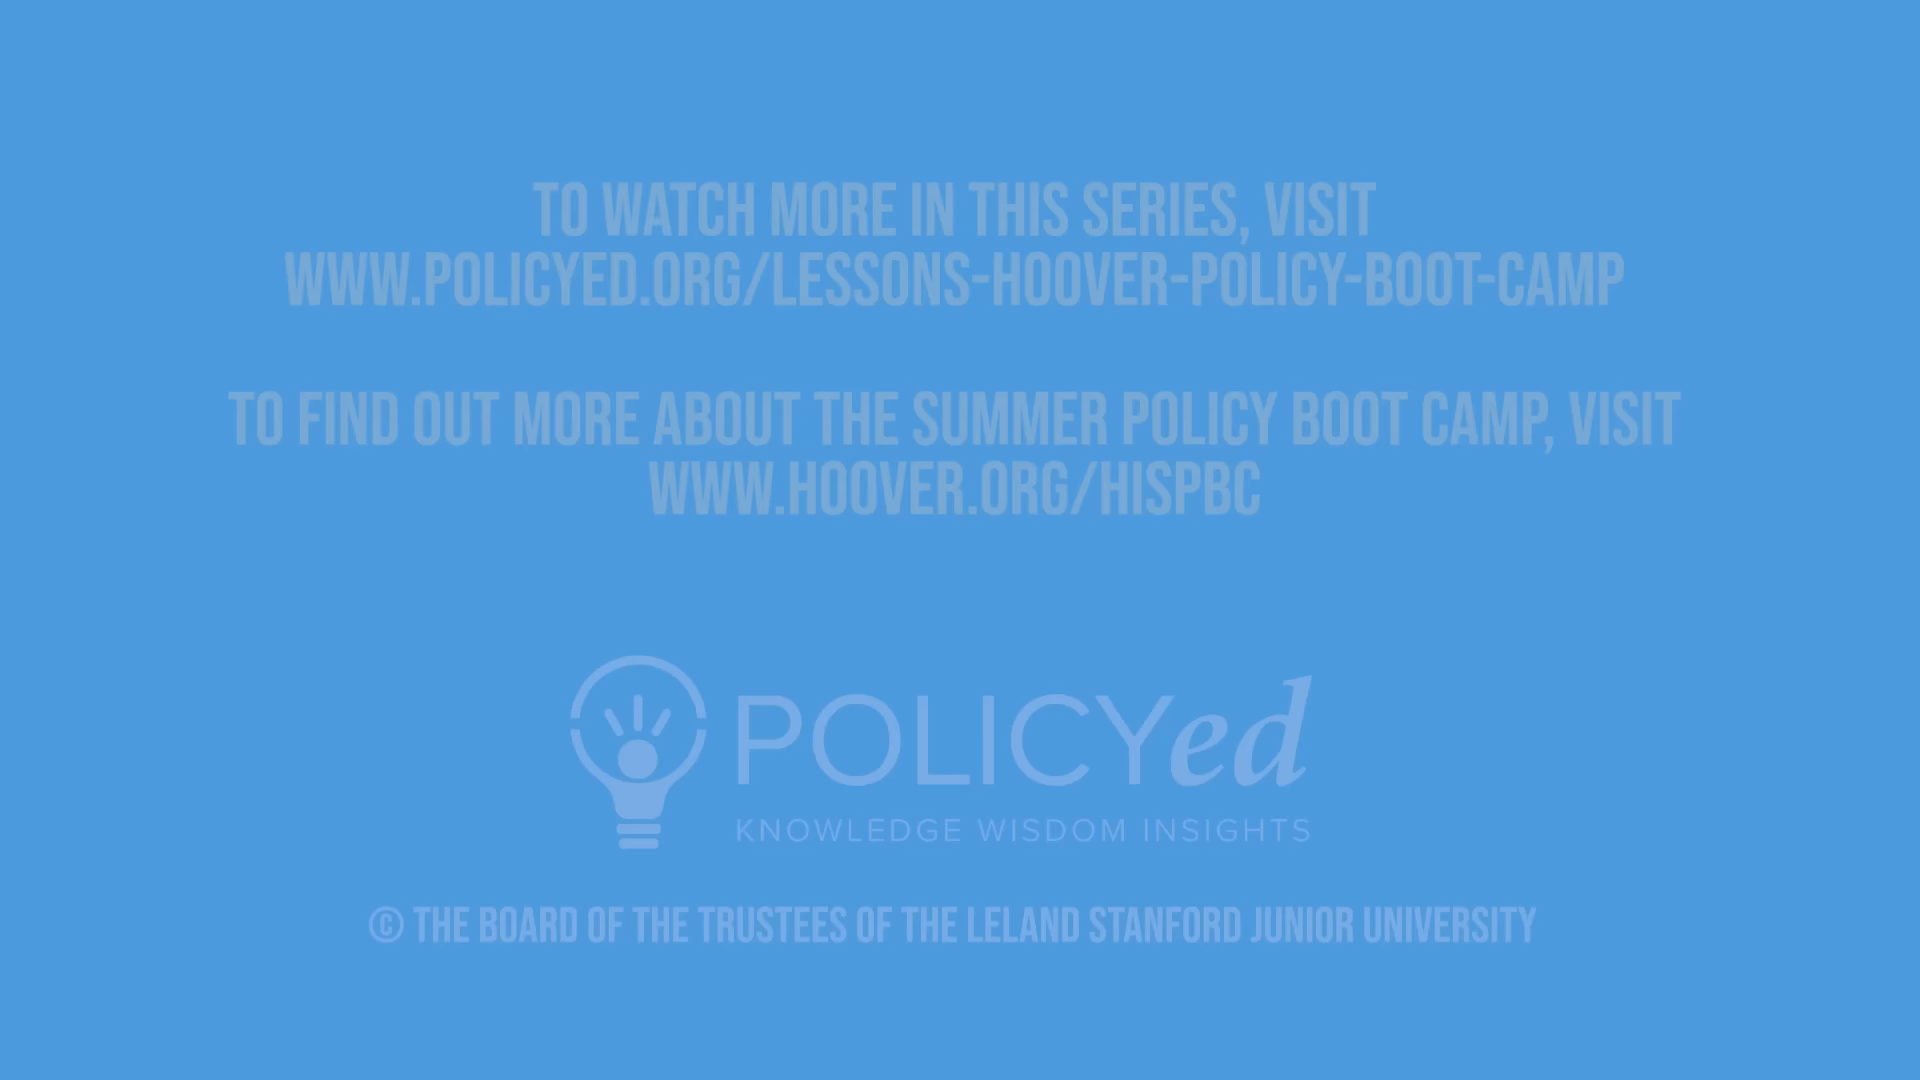 TO WATCH MORE IN THIS SERIES, VISIT
WWW.POLICYED.ORG/LESSONS-HOOVER-POLICY-BOOT-CAMP
TO FIND OUT MORE ABOUT THE SUMMER POLICY BOOT CAMP, VISIT
WWW.HOOVER.ORG/HISPBC
POLICYed
KNOWLEDGE WISDOM INSIGHTS
© THE BOARD OF THE TRUSTEES OF THE LELAND STANFORD JUNIOR UNIVERSITY